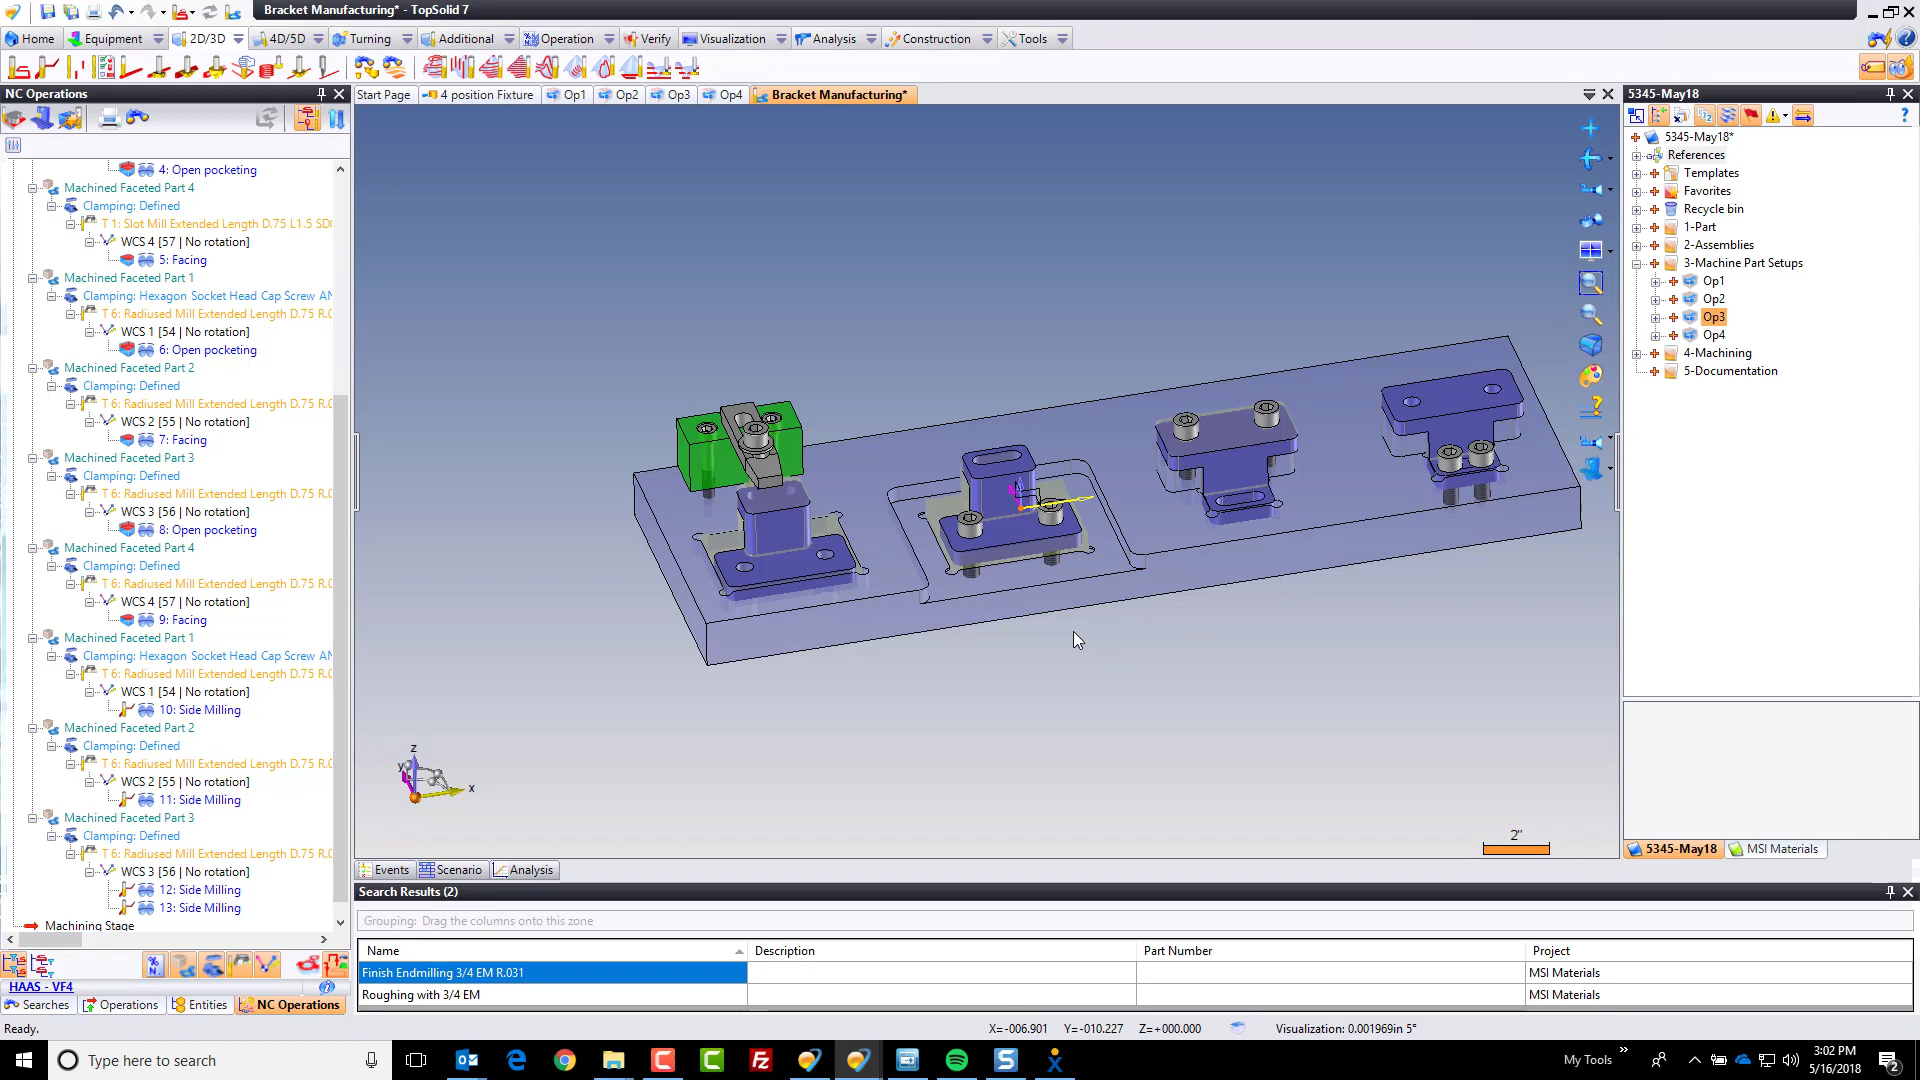 Bracket Manufacturing* - TopSolid 7
Home Equipment 2D/3D 4D/5D Turning Additional Operation Verify Visualization Analysis Construction Tools
NC Operations
Start Page 4 position Fixture Op1 Op2 Op3 Op4 Bracket Manufacturing*
5345-May18
4: Open pocketing
Machined Faceted Part 4
Clamping: Defined
T 1: Slot Mill Extended Length D.75 L1.5 SD
WCS 4 [57 | No rotation]
5: Facing
Machined Faceted Part 1
Clamping: Hexagon Socket Head Cap Screw AN
T 6: Radiused Mill Extended Length D.75 R.0
WCS 1 [54 | No rotation]
6: Open pocketing
Machined Faceted Part 2
Clamping: Defined
T 6: Radiused Mill Extended Length D.75 R.0
WCS 2 [55 | No rotation]
7: Facing
Machined Faceted Part 3
Clamping: Defined
T 6: Radiused Mill Extended Length D.75 R.0
WCS 3 [56 | No rotation]
8: Open pocketing
Machined Faceted Part 4
Clamping: Defined
T 6: Radiused Mill Extended Length D.75 R.0
WCS 4 [57 | No rotation]
9: Facing
Machined Faceted Part 1
Clamping: Hexagon Socket Head Cap Screw AN
T 6: Radiused Mill Extended Length D.75 R.0
WCS 1 [54 | No rotation]
10: Side Milling
Machined Faceted Part 2
Clamping: Defined
T 6: Radiused Mill Extended Length D.75 R.0
WCS 2 [55 | No rotation]
11: Side Milling
Machined Faceted Part 3
Clamping: Defined
T 6: Radiused Mill Extended Length D.75 R.0
WCS 3 [56 | No rotation]
12: Side Milling
13: Side Milling
Machining Stage
HAAS - VF4
Searches Operations Entities NC Operations
z
y
x
2"
5345-May18*
References
Templates
Favorites
Recycle bin
1-Part
2-Assemblies
3-Machine Part Setups
Op1
Op2
Op3
Op4
4-Machining
5-Documentation
5345-May18 MSI Materials
Events Scenario Analysis
Search Results (2)
Grouping: Drag the columns onto this zone
Name Description Part Number Project
Finish Endmilling 3/4 EM R.031 MSI Materials
Roughing with 3/4 EM MSI Materials
Ready.
X=-006.901 Y=-010.227 Z=+000.000 Visualization: 0.001969in 5°
Type here to search
My Tools
3:02 PM
5/16/2018
2